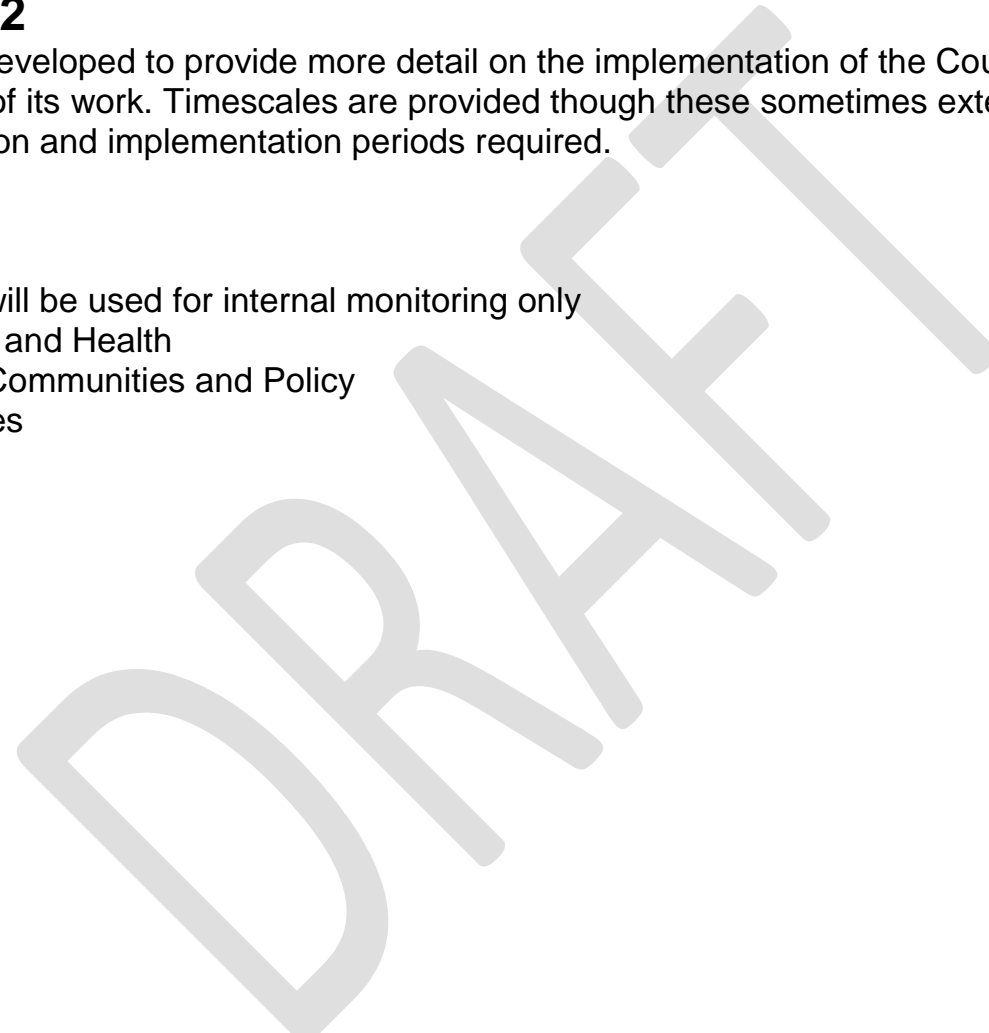 2
eveloped to provide more detail on the implementation of the Cou
of its work. Timescales are provided though these sometimes exte
on and implementation periods required.
will be used for internal monitoring only
and Health
Communities and Policy
es
DRAFT